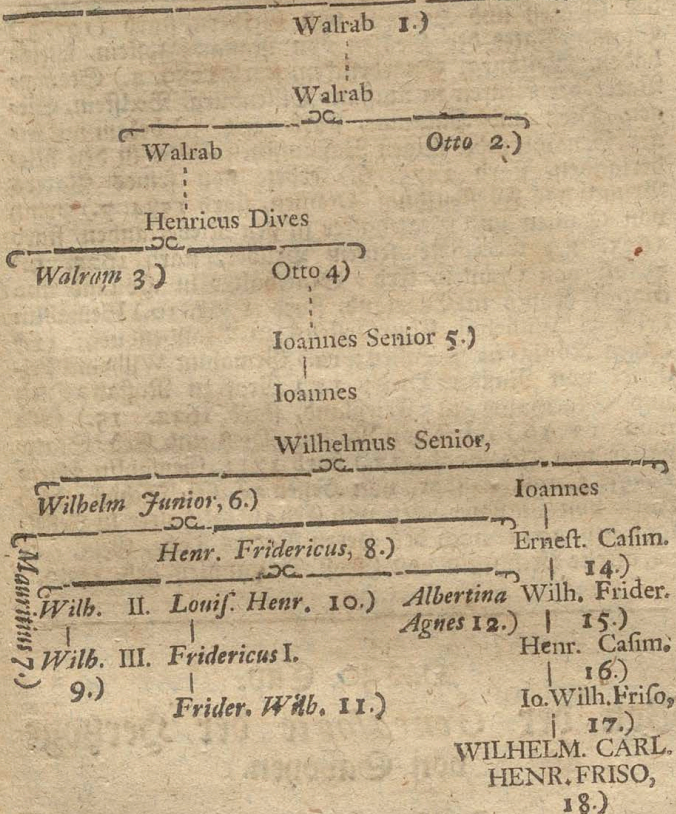 Walrab 1.)
Walrab
Walrab Otto 2.)
Henricus Dives
Walram 3) Otto 4)
Ioannes Senior 5.)
Ioannes
Wilhelmus Senior,
Wilhelm Junior, 6.) Ioannes
Mauritius 7.)
Henr. Fridericus, 8.) Erneſt. Caſim.
14.)
Wilh. II. Louiſ. Henr. 10.) Albertina Wilh. Frider.
Agnes 12.) 15.)
Wilh. III. Fridericus I. Henr. Caſim.
9.) 16.)
Frider. Wilh. 11.) Io. Wilh. Friſo,
17.)
WILHELM. CARL.
HENR. FRISO,
18.)